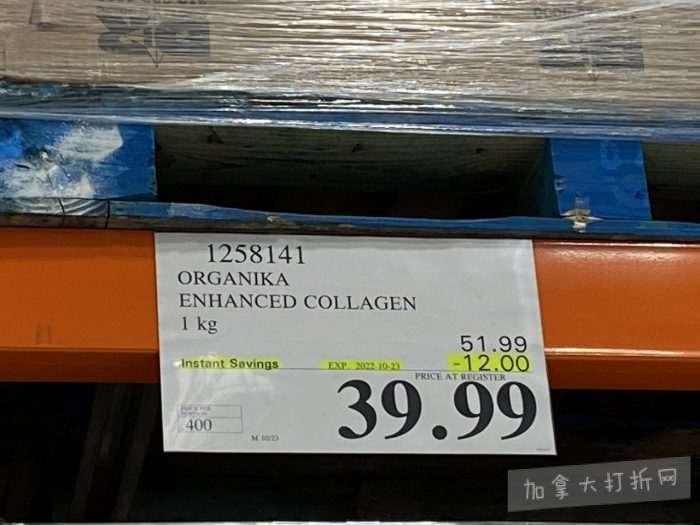 1258141
ORGANIKA
ENHANCED COLLAGEN
1 kg
51.99
Instant Savings EXP. 2022-10-23 -12.00
PRICE AT REGISTER
39.99
400
M 10/23
加拿大打折网